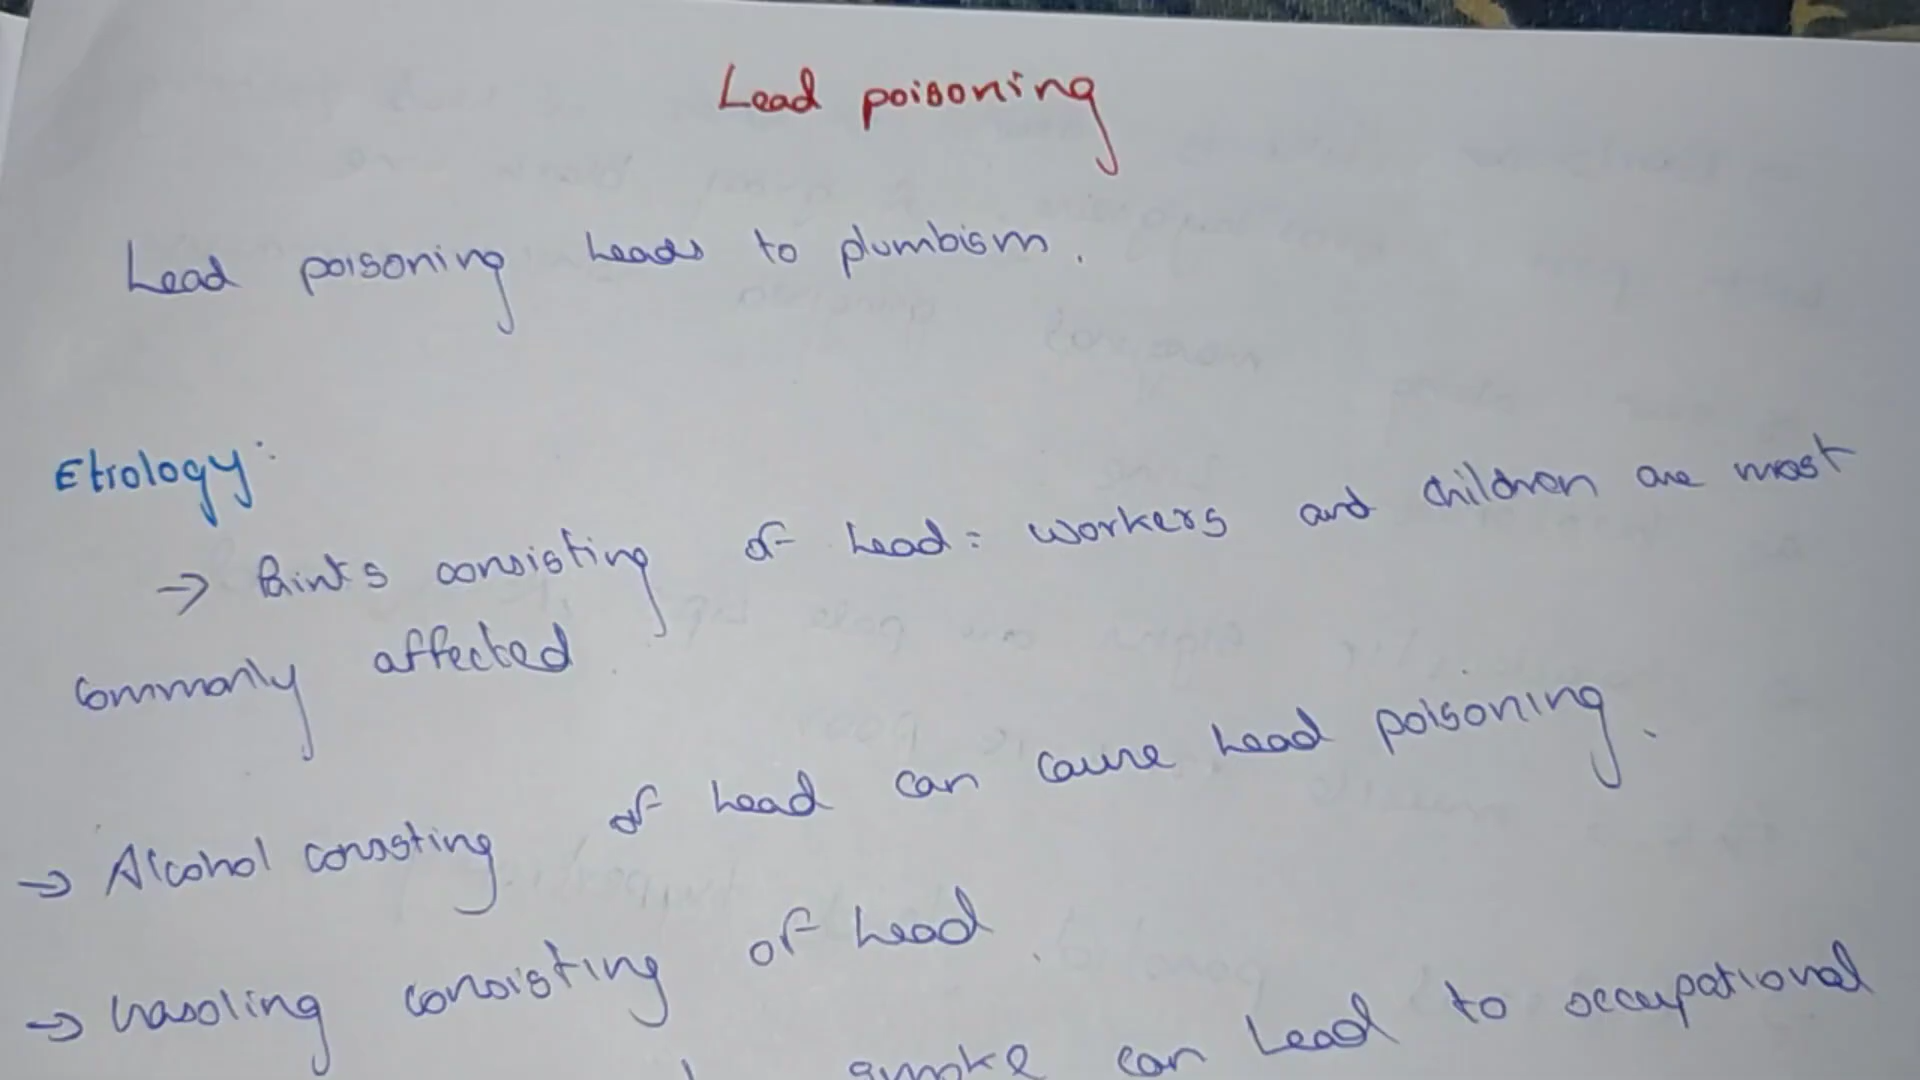 Lead poisoning
Lead poisoning Leads to plumbism.
Etiology:
→ Paints consisting of Lead: workers and children are most
commonly affected
→ Alcohol consisting of Lead can cause Lead poisoning.
→ Gasoling consisting of Lead.
smoke can Lead to occupational